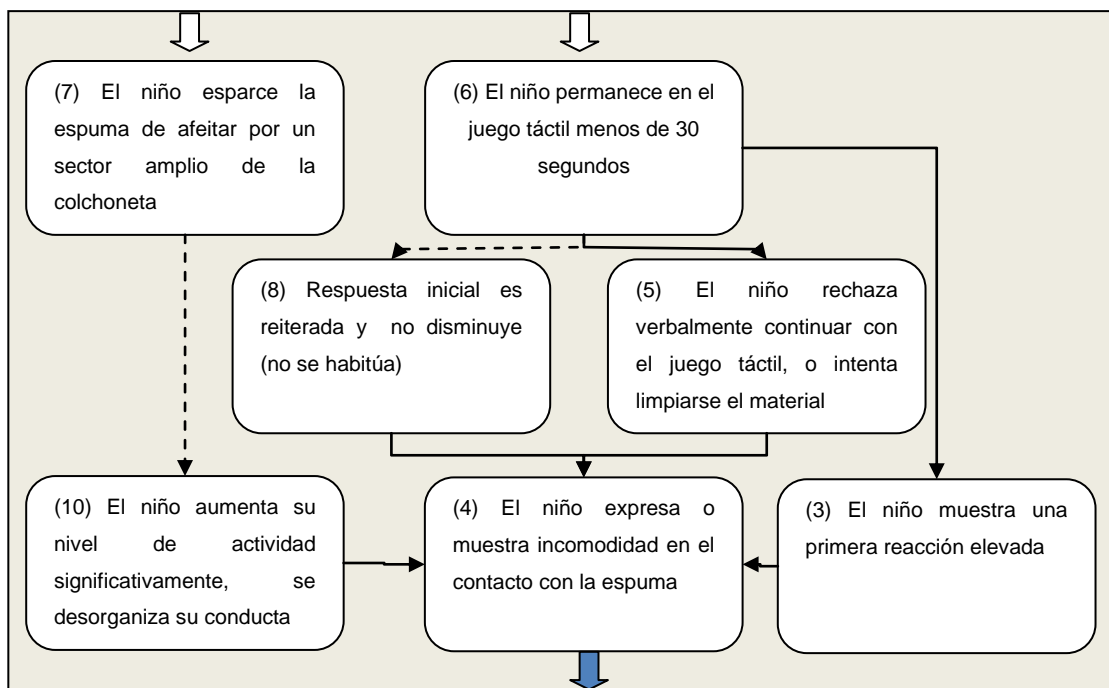 (7) El niño esparce la
espuma de afeitar por un
sector amplio de la
colchoneta
(6) El niño permanece en el
juego táctil menos de 30
segundos
(8) Respuesta inicial es
reiterada y no disminuye
(no se habitúa)
(5) El niño rechaza
verbalmente continuar con
el juego táctil, o intenta
limpiarse el material
(10) El niño aumenta su
nivel de actividad
significativamente, se
desorganiza su conducta
(4) El niño expresa o
muestra incomodidad en el
contacto con la espuma
(3) El niño muestra una
primera reacción elevada